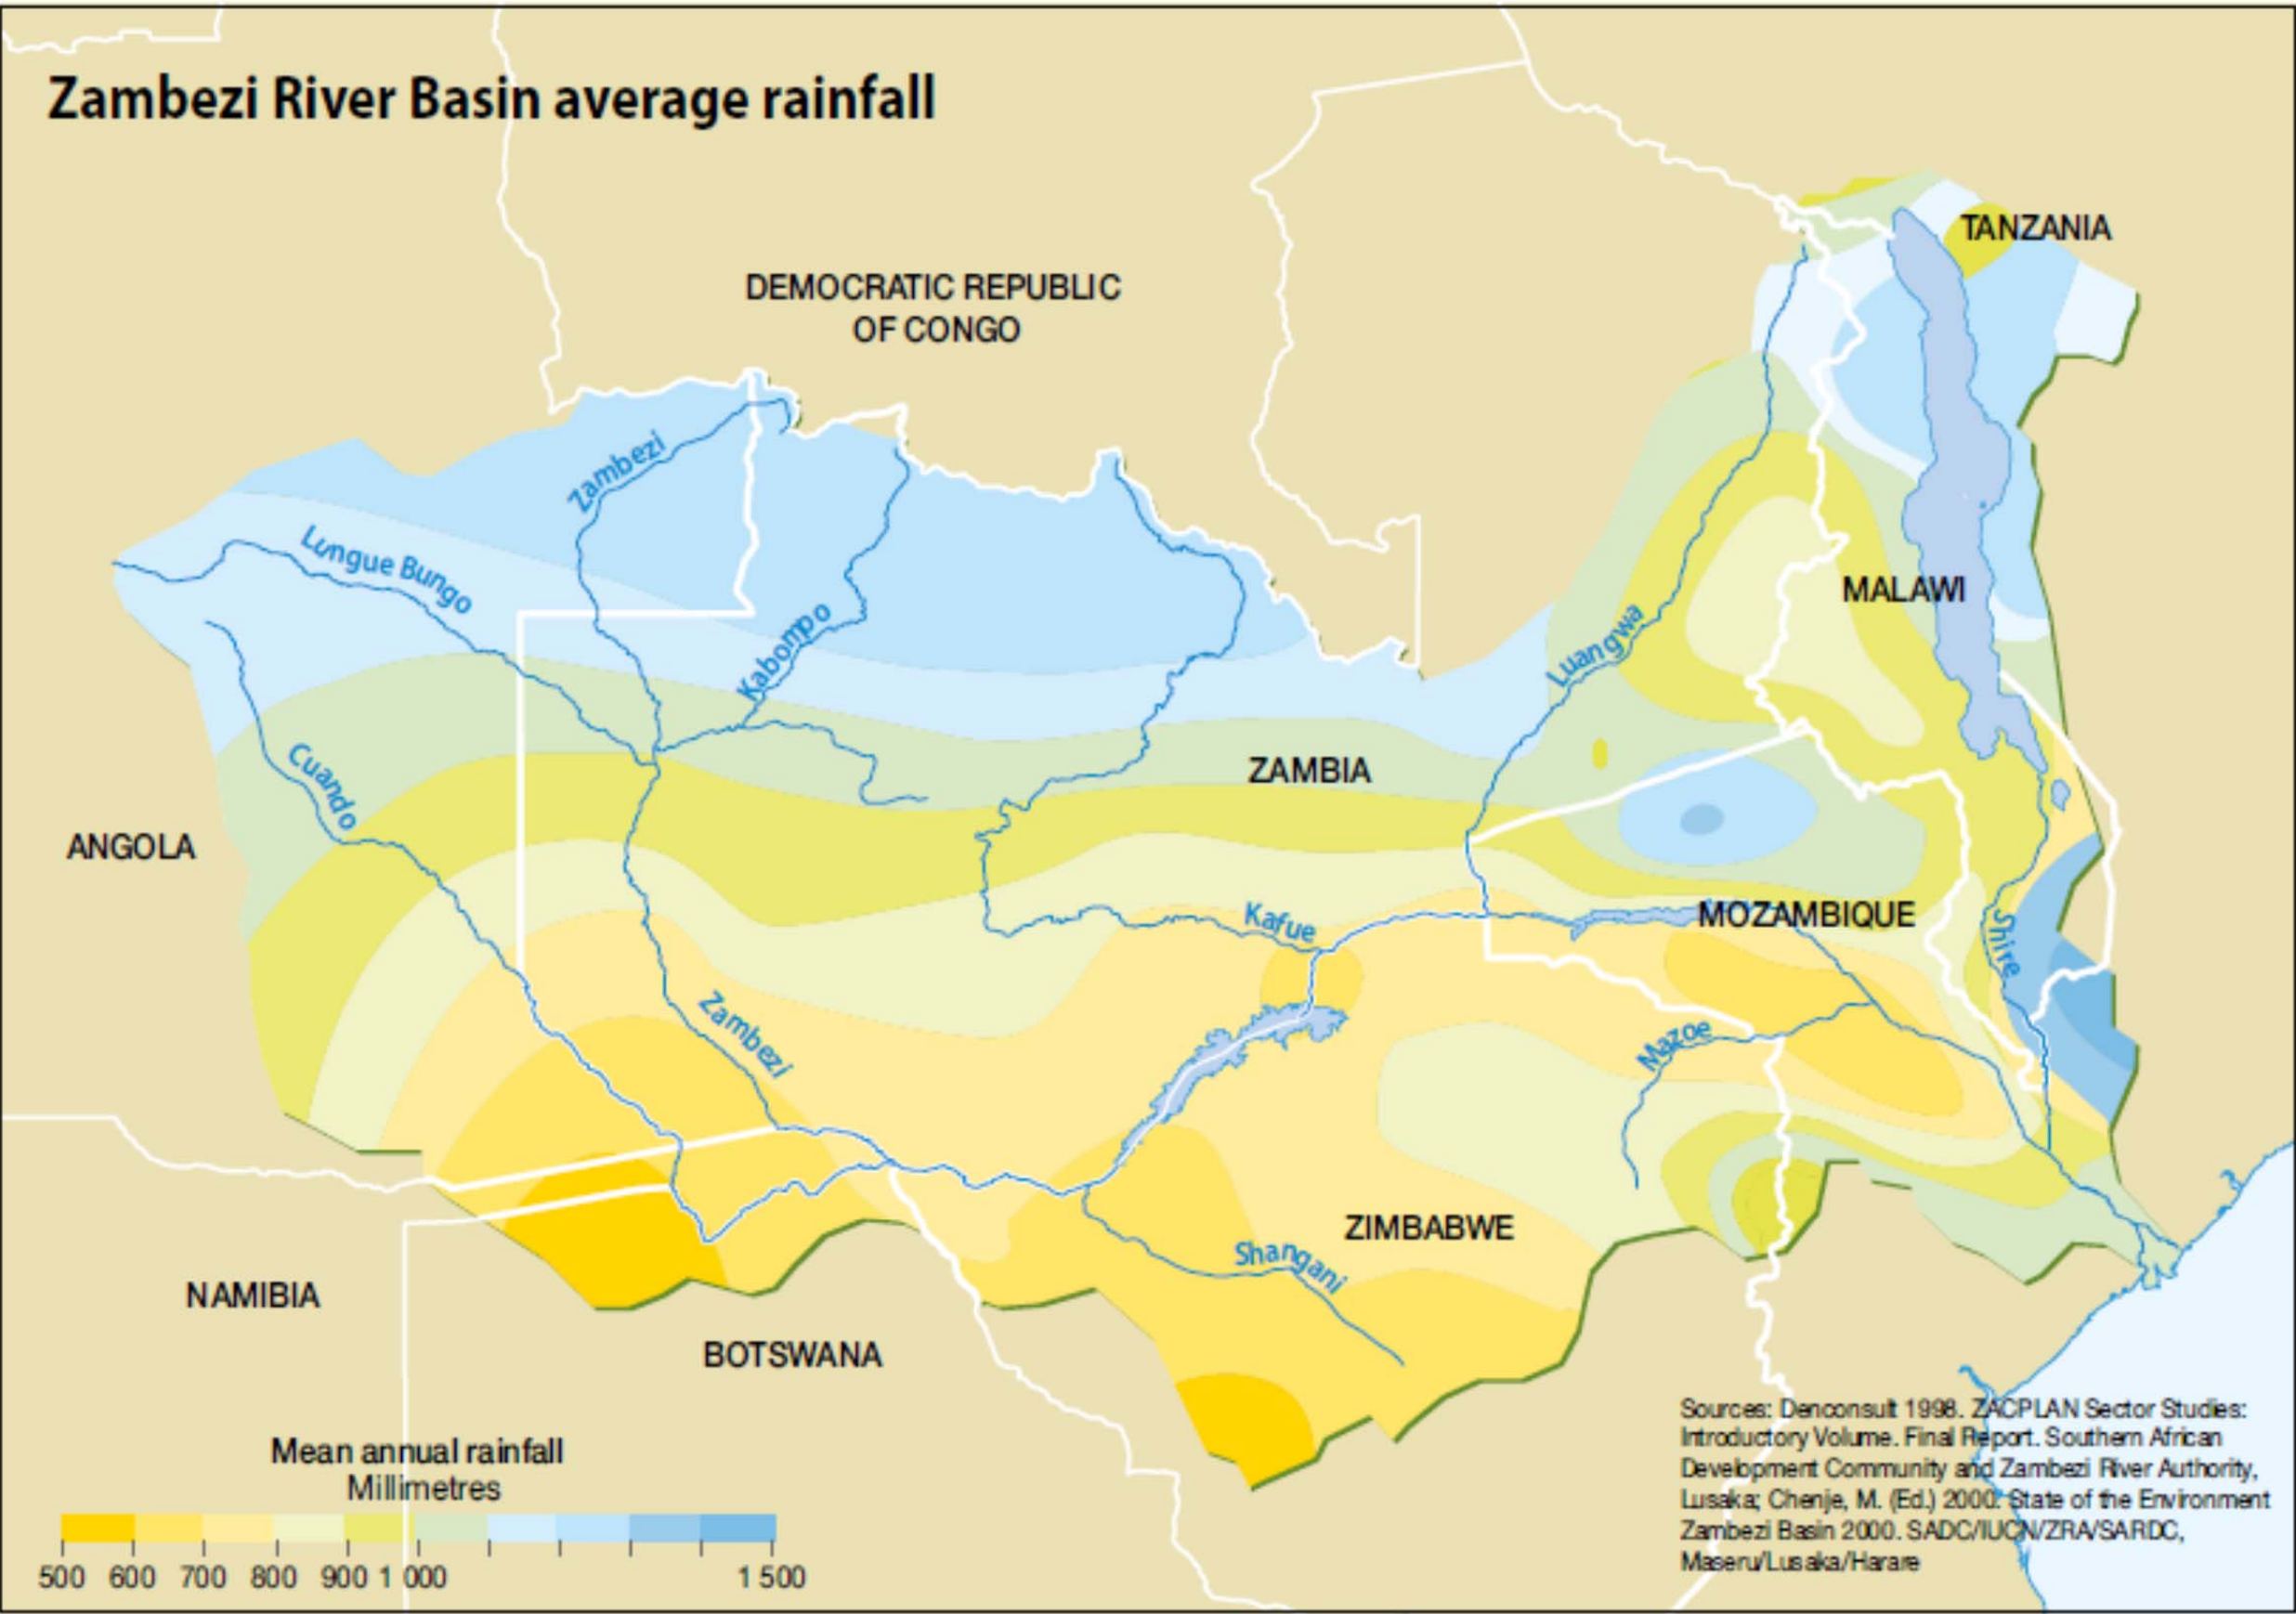 Zambezi River Basin average rainfall
TANZANIA
DEMOCRATIC REPUBLIC
OF CONGO
Zambezi
Lungue Bungo
Kabompo
MALAWI
Luangwa
Cuando
ZAMBIA
ANGOLA
Kafue
MOZAMBIQUE
Shire
Zambezi
Mazoe
ZIMBABWE
Shangani
NAMIBIA
BOTSWANA
Mean annual rainfall
Millimetres
500 600 700 800 900 1 000 1 500
Sources: Denconsult 1998. ZACPLAN Sector Studies:
Introductory Volume. Final Report. Southern African
Development Community and Zambezi River Authority,
Lusaka; Chenje, M. (Ed.) 2000. State of the Environment
Zambezi Basin 2000. SADC/IUCN/ZRA/SARDC,
Maseru/Lusaka/Harare